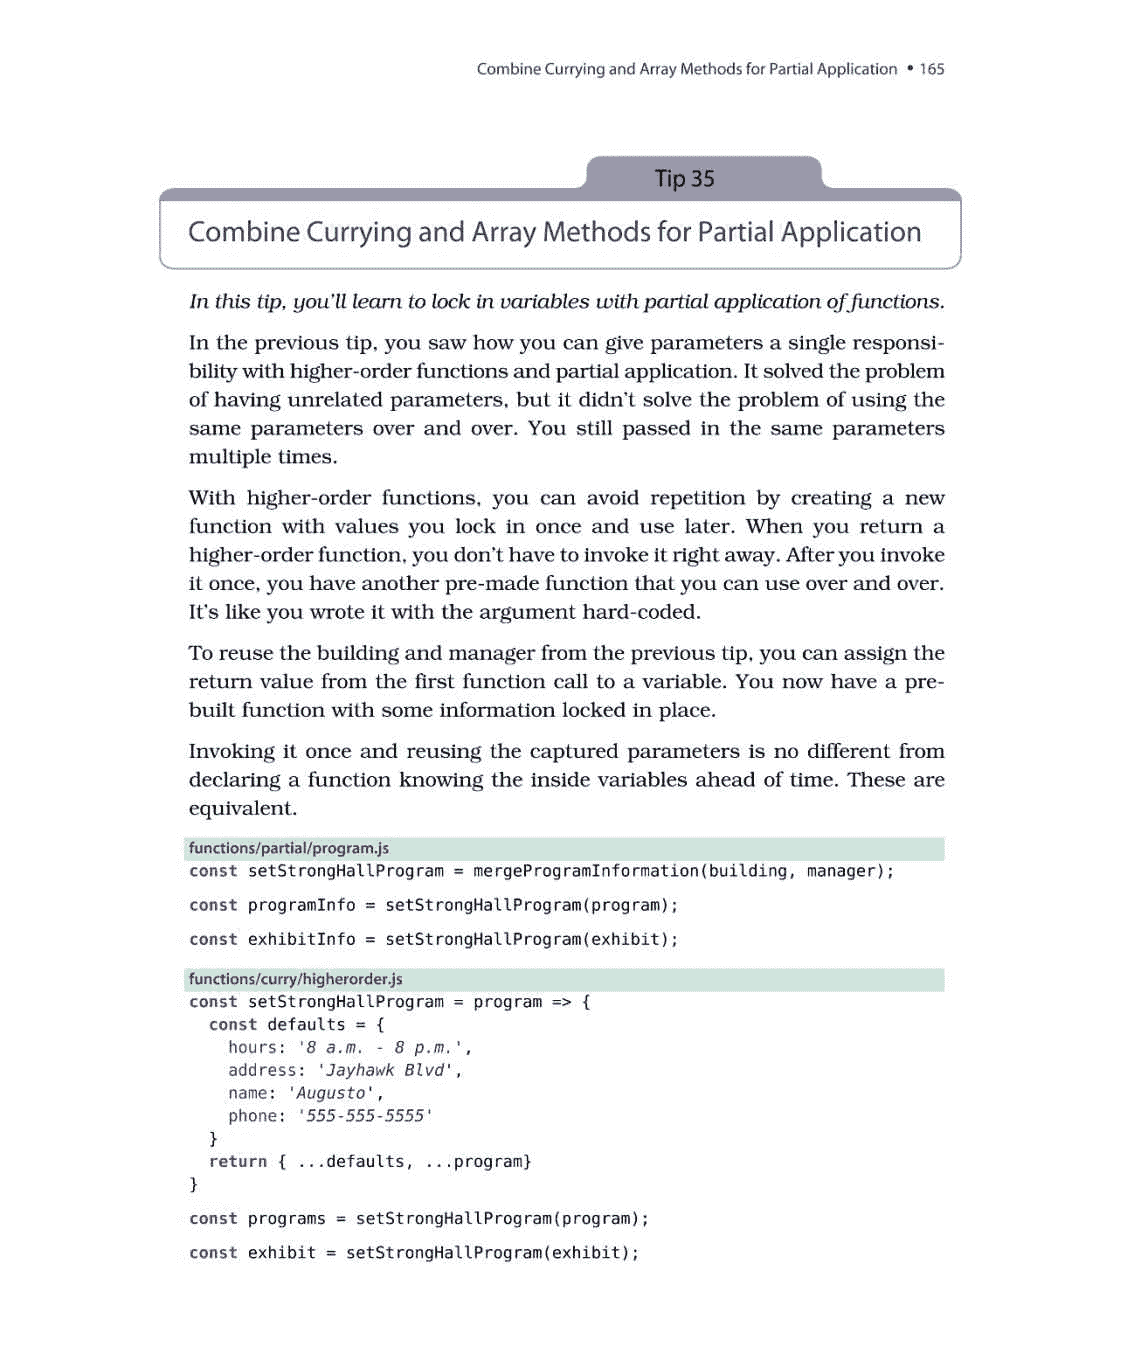 Combine Currying and Array Methods for Partial Application • 165
Tip 35
Combine Currying and Array Methods for Partial Application
In this tip, you'll learn to lock in variables with partial application of functions.
In the previous tip, you saw how you can give parameters a single responsi-
bility with higher-order functions and partial application. It solved the problem
of having unrelated parameters, but it didn't solve the problem of using the
same parameters over and over. You still passed in the same parameters
multiple times.
With higher-order functions, you can avoid repetition by creating a new
function with values you lock in once and use later. When you return a
higher-order function, you don't have to invoke it right away. After you invoke
it once, you have another pre-made function that you can use over and over.
It's like you wrote it with the argument hard-coded.
To reuse the building and manager from the previous tip, you can assign the
return value from the first function call to a variable. You now have a pre-
built function with some information locked in place.
Invoking it once and reusing the captured parameters is no different from
declaring a function knowing the inside variables ahead of time. These are
equivalent.
functions/partial/program.js
const setStrongHallProgram = mergeProgramInformation(building, manager);
const programInfo = setStrongHallProgram(program);
const exhibitInfo = setStrongHallProgram(exhibit);
functions/curry/higherorder.js
const setStrongHallProgram = program => {
  const defaults = {
    hours: '8 a.m. - 8 p.m.',
    address: 'Jayhawk Blvd',
    name: 'Augusto',
    phone: '555-555-5555'
  }
  return { ...defaults, ...program}
}
const programs = setStrongHallProgram(program);
const exhibit = setStrongHallProgram(exhibit);